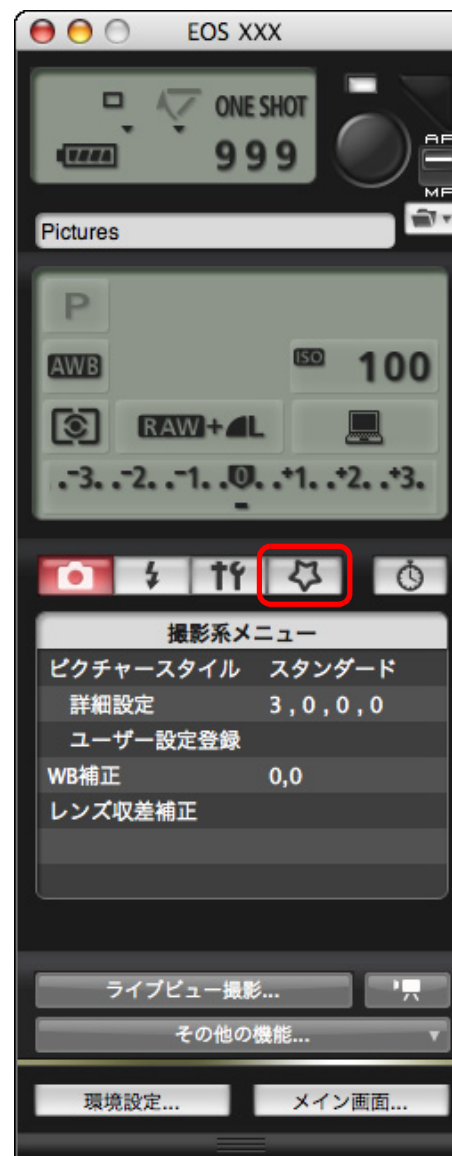 EOS XXX
ONE SHOT
999
AF
MF
Pictures
P
AWB
ISO 100
RAW+L
.-3. .-2. .-1. .0. .+1. .+2. .+3.
撮影系メニュー
ピクチャースタイル スタンダード
詳細設定 3,0,0,0
ユーザー設定登録
WB補正 0,0
レンズ収差補正
ライブビュー撮影...
その他の機能...
環境設定... メイン画面...